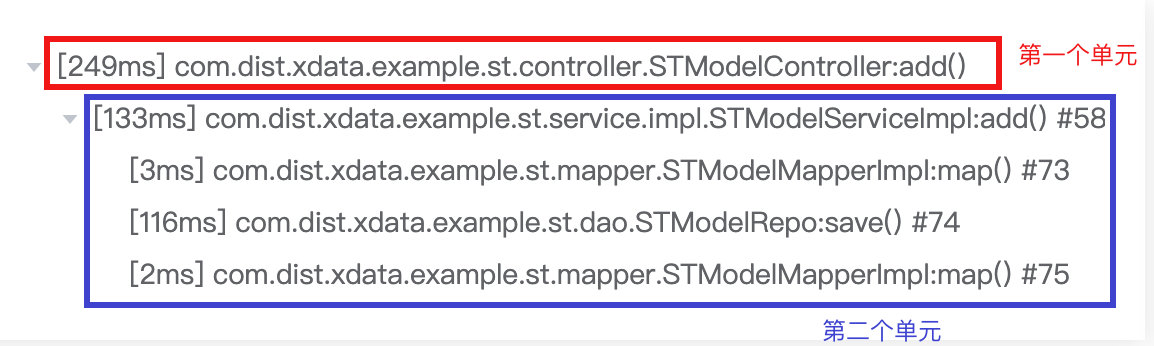 [249ms] com.dist.xdata.example.st.controller.STModelController:add() 第一个单元
[133ms] com.dist.xdata.example.st.service.impl.STModelServiceImpl:add() #58
[3ms] com.dist.xdata.example.st.mapper.STModelMapperImpl:map() #73
[116ms] com.dist.xdata.example.st.dao.STModelRepo:save() #74
[2ms] com.dist.xdata.example.st.mapper.STModelMapperImpl:map() #75
第二个单元